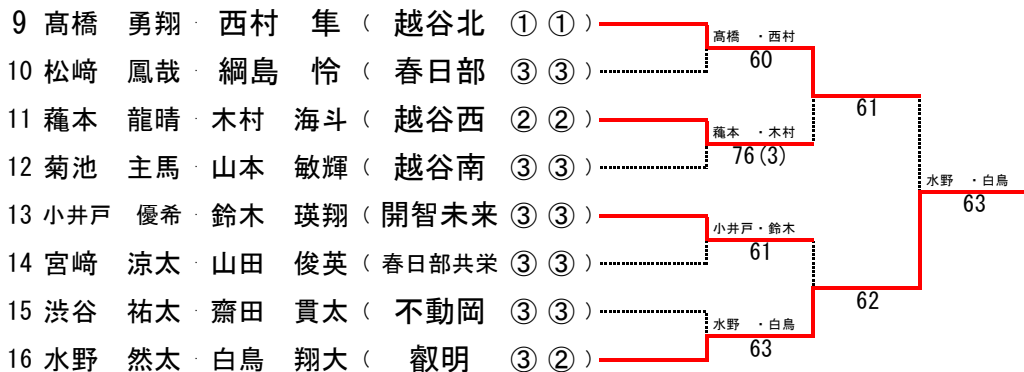 9 髙橋 勇翔 · 西村 隼 ( 越谷北 ① ① )
10 松﨑 鳳哉 · 綱島 怜 ( 春日部 ③ ③ )
11 蘒本 龍晴 · 木村 海斗 ( 越谷西 ② ② )
12 菊池 主馬 · 山本 敏輝 ( 越谷南 ③ ③ )
13 小井戸 優希 · 鈴木 瑛翔 ( 開智未来 ③ ③ )
14 宮﨑 涼太 · 山田 俊英 ( 春日部共栄 ③ ③ )
15 渋谷 祐太 · 齋田 貫太 ( 不動岡 ③ ③ )
16 水野 然太 · 白鳥 翔大 ( 叡明 ③ ② )
髙橋 ・西村
60
蘒本 ・木村
76(3)
小井戸・鈴木
61
水野 ・白鳥
63
61
62
水野 ・白鳥
63